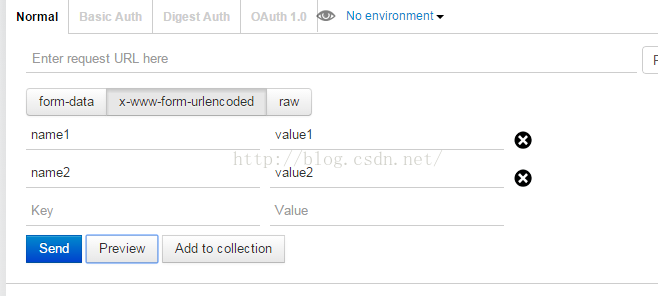 Normal Basic Auth Digest Auth OAuth 1.0 No environment
Enter request URL here
form-data x-www-form-urlencoded raw
name1 value1
http://blog.csdn.net/
name2 value2
Key Value
Send Preview Add to collection